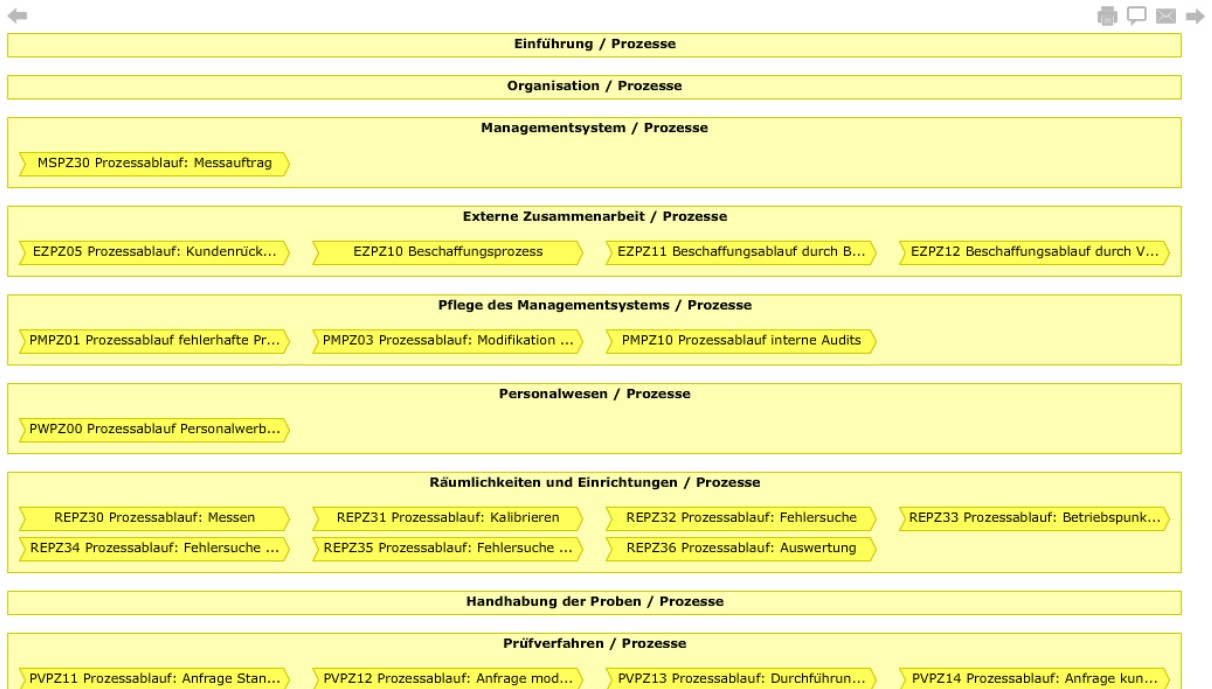 Einführung / Prozesse
Organisation / Prozesse
Managementsystem / Prozesse
MSPZ30 Prozessablauf: Messauftrag
Externe Zusammenarbeit / Prozesse
EZPZ05 Prozessablauf: Kundenrück...
EZPZ10 Beschaffungsprozess
EZPZ11 Beschaffungsablauf durch B...
EZPZ12 Beschaffungsablauf durch V...
Pflege des Managementsystems / Prozesse
PMPZ01 Prozessablauf fehlerhafte Pr...
PMPZ03 Prozessablauf: Modifikation ...
PMPZ10 Prozessablauf interne Audits
Personalwesen / Prozesse
PWPZ00 Prozessablauf Personalwerb...
Räumlichkeiten und Einrichtungen / Prozesse
REPZ30 Prozessablauf: Messen
REPZ31 Prozessablauf: Kalibrieren
REPZ32 Prozessablauf: Fehlersuche
REPZ33 Prozessablauf: Betriebspunk...
REPZ34 Prozessablauf: Fehlersuche ...
REPZ35 Prozessablauf: Fehlersuche ...
REPZ36 Prozessablauf: Auswertung
Handhabung der Proben / Prozesse
Prüfverfahren / Prozesse
PVPZ11 Prozessablauf: Anfrage Stan...
PVPZ12 Prozessablauf: Anfrage mod...
PVPZ13 Prozessablauf: Durchführun...
PVPZ14 Prozessablauf: Anfrage kun...